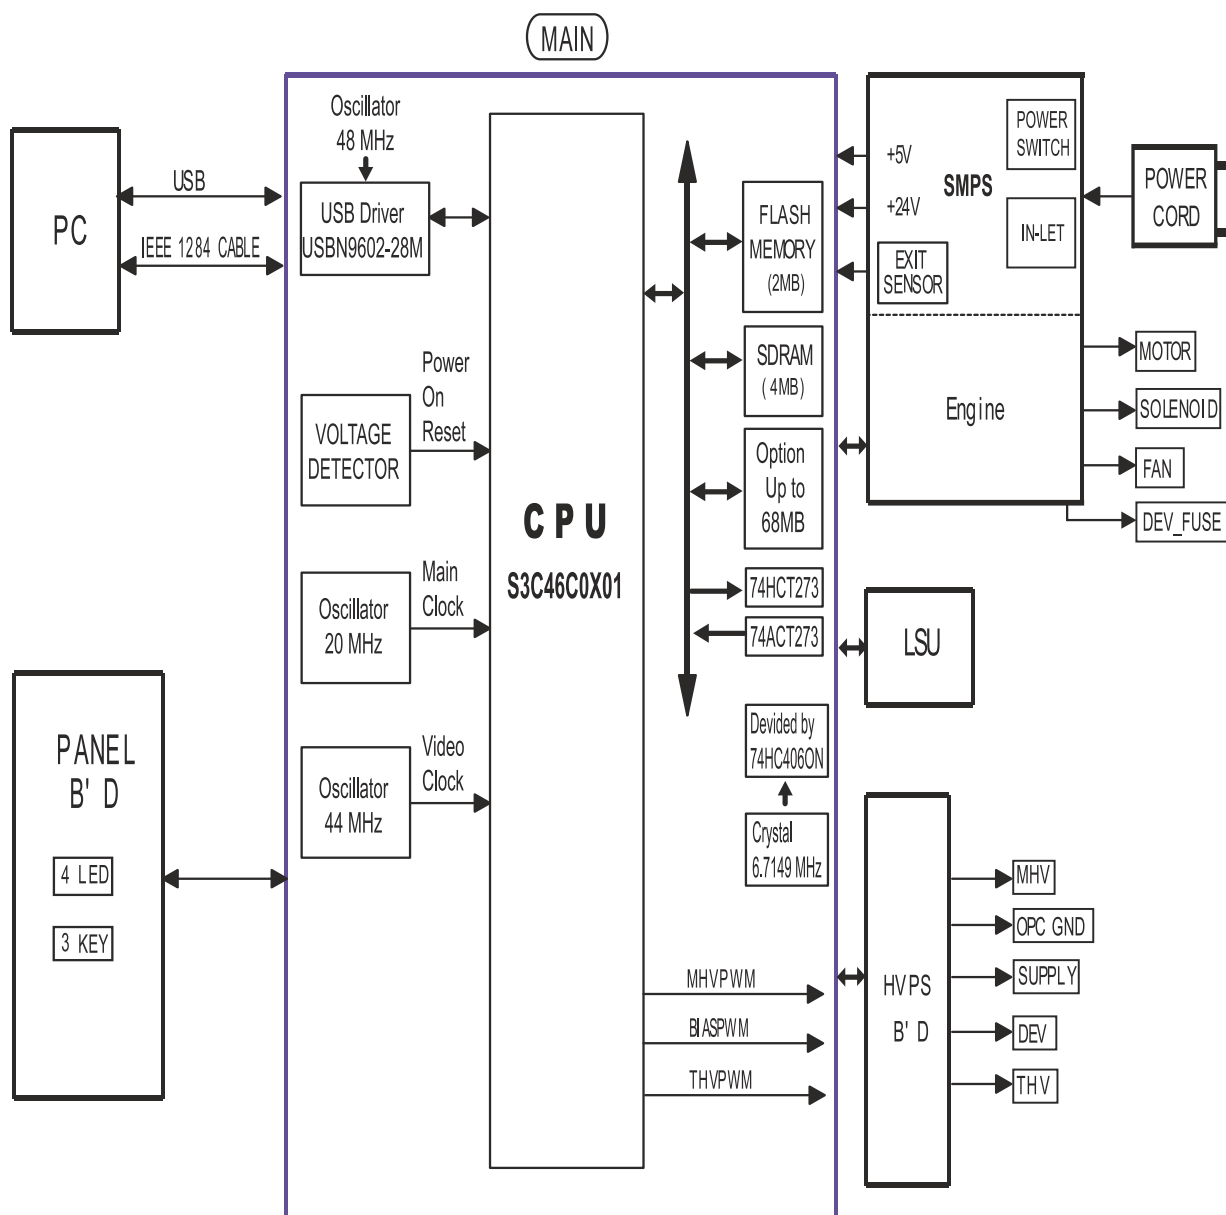 MAIN
PC
USB
IEEE 1284 CABLE
Oscillator
48 MHz
USB Driver
USBN9602-28M
VOLTAGE
DETECTOR
Power
On
Reset
Oscillator
20 MHz
Main
Clock
Oscillator
44 MHz
Video
Clock
PANEL
B' D
4 LED
3 KEY
CPU
S3C46C0X01
FLASH
MEMORY
(2MB)
SDRAM
( 4MB)
Option
Up to
68MB
74HCT273
74ACT273
Devided by
74HC406ON
Crystal
6.7149 MHz
MHVPWM
BIASPWM
THVPWM
+5V
+24V
EXIT
SENSOR
SMPS
POWER
SWITCH
IN-LET
POWER
CORD
Engine
MOTOR
SOLENOID
FAN
DEV_FUSE
LSU
HVPS
B' D
MHV
OPC GND
SUPPLY
DEV
THV